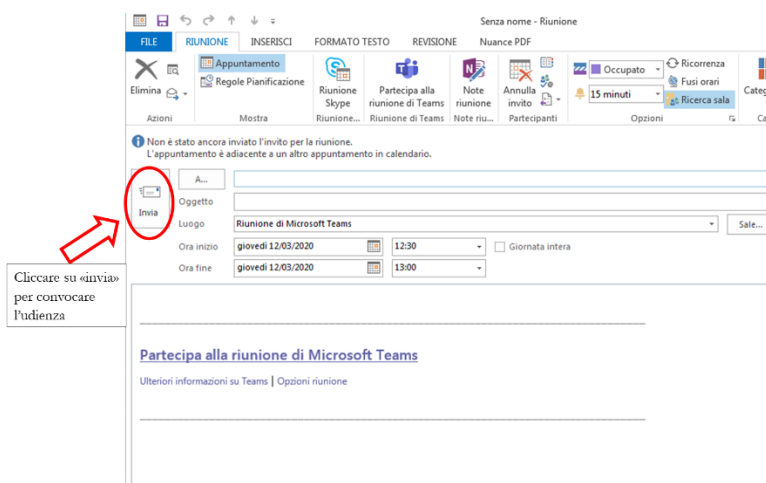 Senza nome - Riunione
FILE RIUNIONE INSERISCI FORMATO TESTO REVISIONE Nuance PDF
Elimina
Appuntamento
Regole Pianificazione
Riunione
Skype
Partecipa alla
riunione di Teams
Note
riunione
Annulla
invito
Occupato
15 minuti
Ricorrenza
Fusi orari
Ricerca sala
Categ
Azioni Mostra Riunione... Riunione di Teams Note riu... Partecipanti Opzioni Ca
Non è stato ancora inviato l'invito per la riunione.
L'appuntamento è adiacente a un altro appuntamento in calendario.
Invia
A...
Oggetto
Luogo Riunione di Microsoft Teams Sale...
Ora inizio giovedì 12/03/2020 12:30 Giornata intera
Ora fine giovedì 12/03/2020 13:00
Cliccare su «invia»
per convocare
l'udienza
Partecipa alla riunione di Microsoft Teams
Ulteriori informazioni su Teams | Opzioni riunione